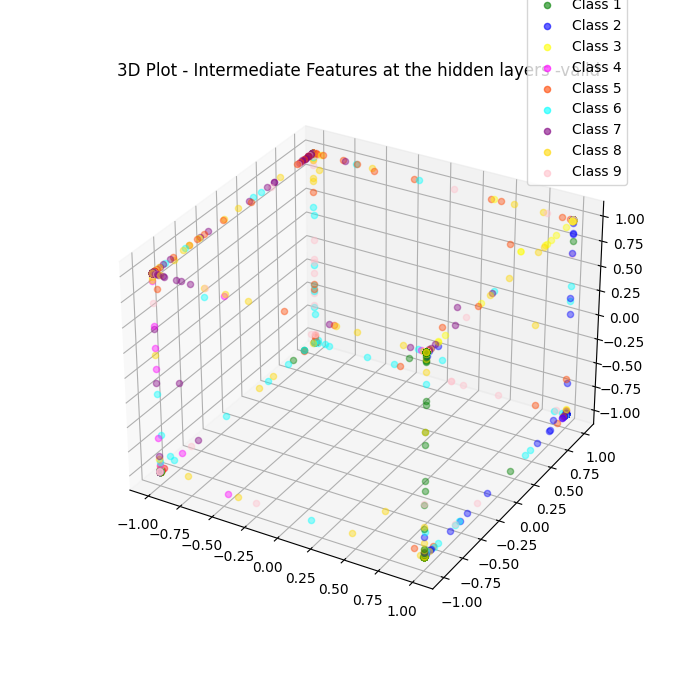 Class 1
Class 2
Class 3
Class 4
Class 5
Class 6
Class 7
Class 8
Class 9
3D Plot - Intermediate Features at the hidden layers -valid
1.00
0.75
0.50
0.25
0.00
−0.25
−0.50
−0.75
−1.00
−1.00
−0.75
−0.50
−0.25
0.00
0.25
0.50
0.75
1.00
1.00
0.75
0.50
0.25
0.00
−0.25
−0.50
−0.75
−1.00